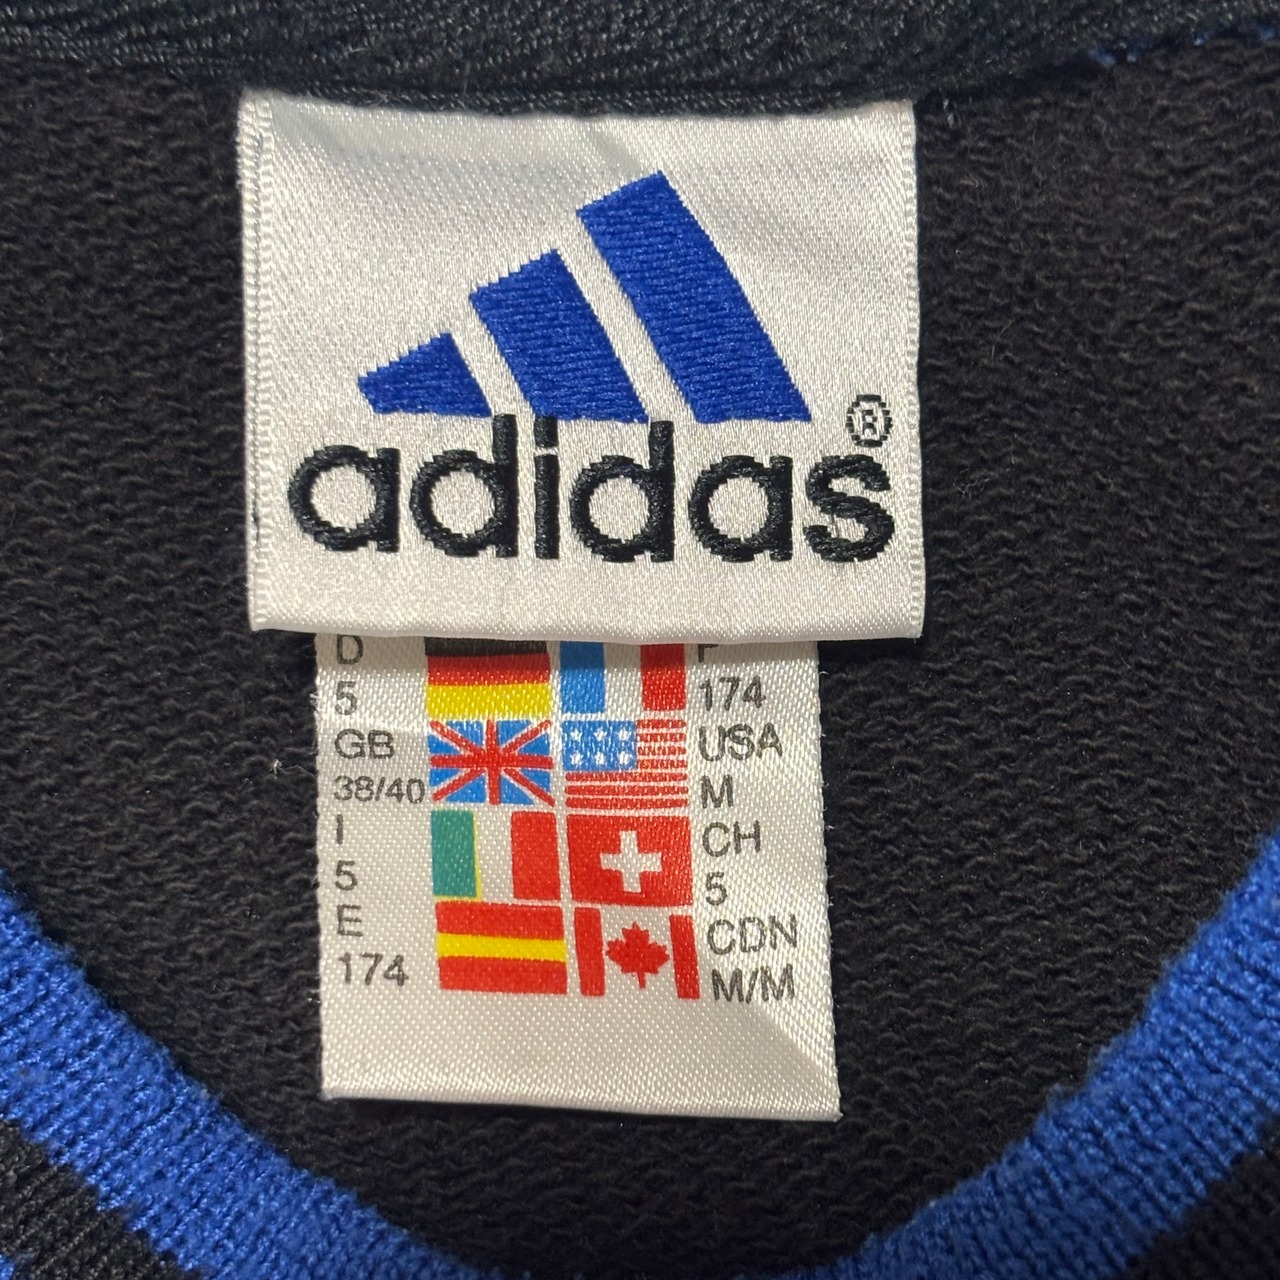 adidas®
D
5
GB
38/40
I
5
E
174
F
174
USA
M
CH
5
CDN
M/M